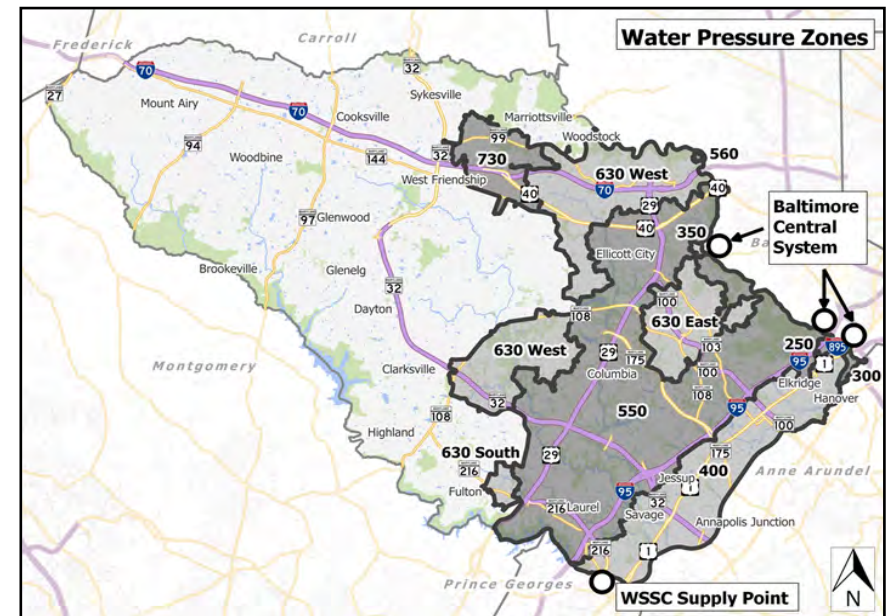 Water Pressure Zones
Frederick
Carroll
70
27
Mount Airy
32
Sykesville
Marriottsville
Woodstock
70
Cooksville
94
Woodbine
144
32
99
730
West Friendship
40
630 West
70
560
40
29
40
350
Ellicott City
Baltimore
Central
System
Ba
97
Glenwood
Brookeville
Glenelg
32
Dayton
108
100
630 East
103
630 West
29
175
Columbia
100
108
250
95
895
1
Elkridge
300
Hanover
100
Montgomery
Clarksville
32
108
Highland
550
95
175
400
Anne Arundel
630 South
216
Fulton
29
Jessup
1
95
32
216
Laurel
Savage
Annapolis Junction
216
1
Prince Georges
WSSC Supply Point
N